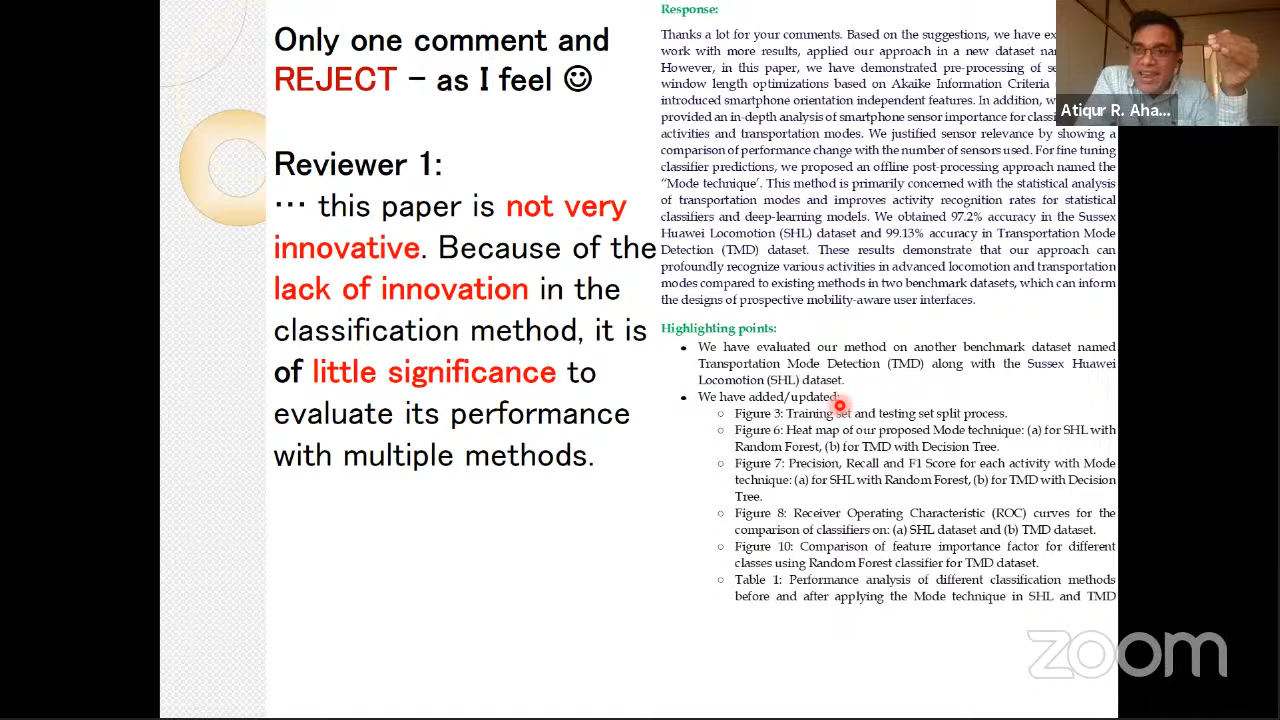 Only one comment and
REJECT – as I feel ☺
Reviewer 1:
… this paper is not very
innovative. Because of the
lack of innovation in the
classification method, it is
of little significance to
evaluate its performance
with multiple methods.
Response:
Thanks a lot for your comments. Based on the suggestions, we have
work with more results, applied our approach in a new dataset
However, in this paper, we have demonstrated pre-processing of
window length optimizations based on Akaike Information Criteria
introduced smartphone orientation independent features. In addition,
provided an in-depth analysis of smartphone sensor importance for
activities and transportation modes. We justified sensor relevance by showing a
comparison of performance change with the number of sensors used. For fine tuning
classifier predictions, we proposed an offline post-processing approach named the
“Mode technique’. This method is primarily concerned with the statistical analysis
of transportation modes and improves activity recognition rates for statistical
classifiers and deep-learning models. We obtained 97.2% accuracy in the Sussex
Huawei Locomotion (SHL) dataset and 99.13% accuracy in Transportation Mode
Detection (TMD) dataset. These results demonstrate that our approach can
profoundly recognize various activities in advanced locomotion and transportation
modes compared to existing methods in two benchmark datasets, which can inform
the designs of prospective mobility-aware user interfaces.
Highlighting points:
• We have evaluated our method on another benchmark dataset named
Transportation Mode Detection (TMD) along with the Sussex Huawei
Locomotion (SHL) dataset.
• We have added/updated:
○ Figure 3: Training set and testing set split process.
○ Figure 6: Heat map of our proposed Mode technique: (a) for SHL with
Random Forest, (b) for TMD with Decision Tree.
○ Figure 7: Precision, Recall and F1 Score for each activity with Mode
technique: (a) for SHL with Random Forest, (b) for TMD with Decision
Tree.
○ Figure 8: Receiver Operating Characteristic (ROC) curves for the
comparison of classifiers on: (a) SHL dataset and (b) TMD dataset.
○ Figure 10: Comparison of feature importance factor for different
classes using Random Forest classifier for TMD dataset.
○ Table 1: Performance analysis of different classification methods
before and after applying the Mode technique in SHL and TMD
Atiqur R. Aha...
zoom